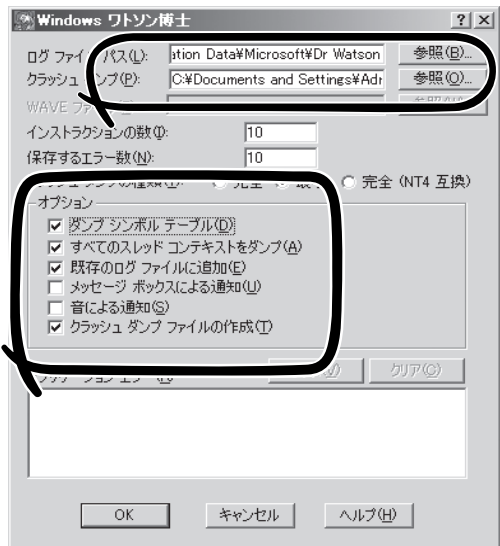 Windows ワトソン博士
ログ ファイル パス(L): ation Data¥Microsoft¥Dr Watson 参照(B)...
クラッシュ ダンプ(P): C:¥Documents and Settings¥Adr 参照(O)...
WAVE
インストラクションの数(I): 10
保存するエラー数(N): 10
完全 (NT4 互換)
オプション
ダンプ シンボル テーブル(D)
すべてのスレッド コンテキストをダンプ(A)
既存のログ ファイルに追加(E)
メッセージ ボックスによる通知(U)
音による通知(S)
クラッシュ ダンプ ファイルの作成(T)
クリア(C)
OK キャンセル ヘルプ(H)